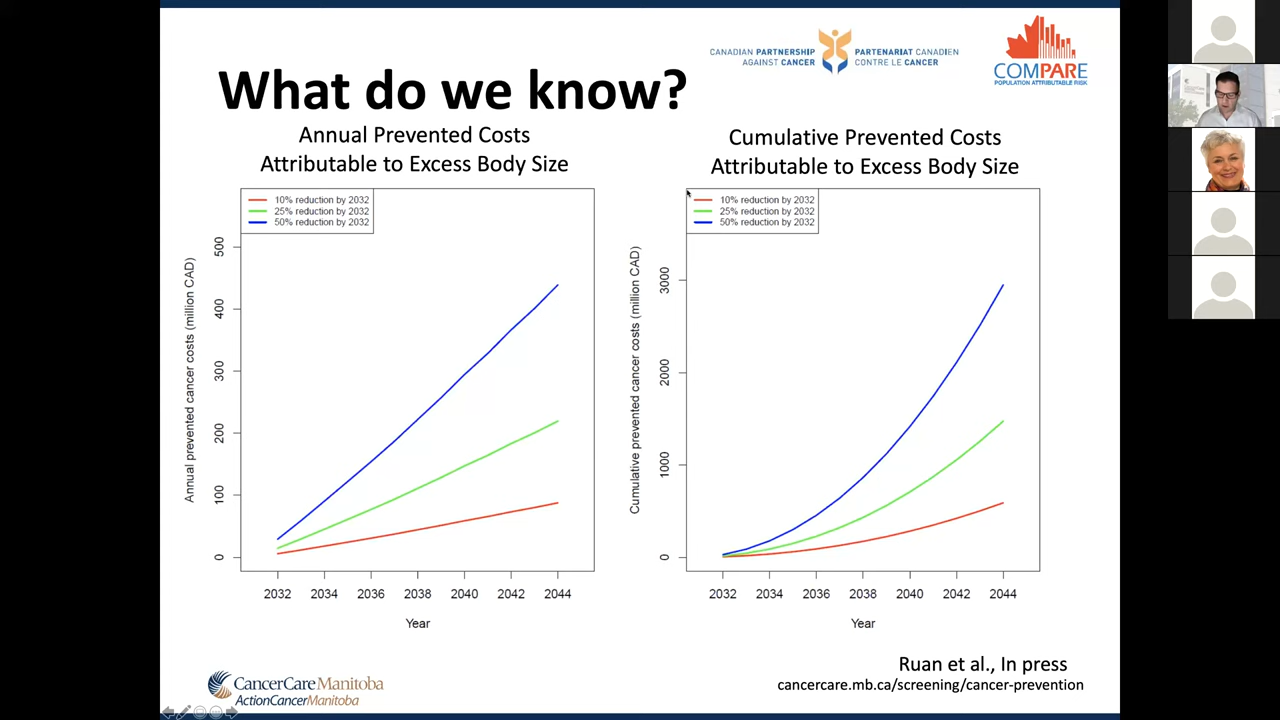 CANADIAN PARTNERSHIP
AGAINST CANCER
PARTENARIAT CANADIEN
CONTRE LE CANCER
COMPARE
POPULATION ATTRIBUTABLE RISK
What do we know?
Annual Prevented Costs
Attributable to Excess Body Size
10% reduction by 2032
25% reduction by 2032
50% reduction by 2032
Annual prevented cancer costs (million CAD)
500
400
300
200
100
0
2032 2034 2036 2038 2040 2042 2044
Year
Cumulative Prevented Costs
Attributable to Excess Body Size
10% reduction by 2032
25% reduction by 2032
50% reduction by 2032
Cumulative prevented cancer costs (million CAD)
3000
2000
1000
0
2032 2034 2036 2038 2040 2042 2044
Year
Ruan et al., In press
cancercare.mb.ca/screening/cancer-prevention
CancerCare Manitoba
ActionCancerManitoba